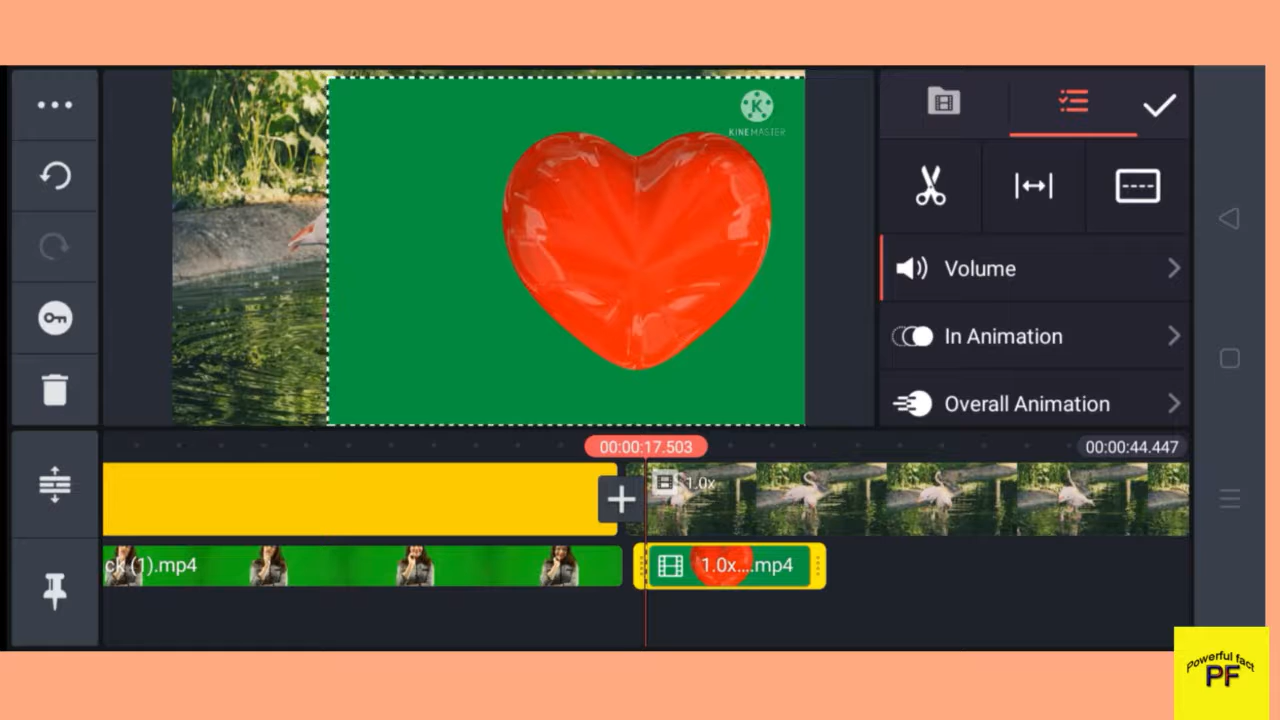 K
KINEMASTER
Volume
In Animation
Overall Animation
00:00:17.503
00:00:44.447
1.0x
ck (1).mp4
1.0x....mp4
Powerful fact
PF